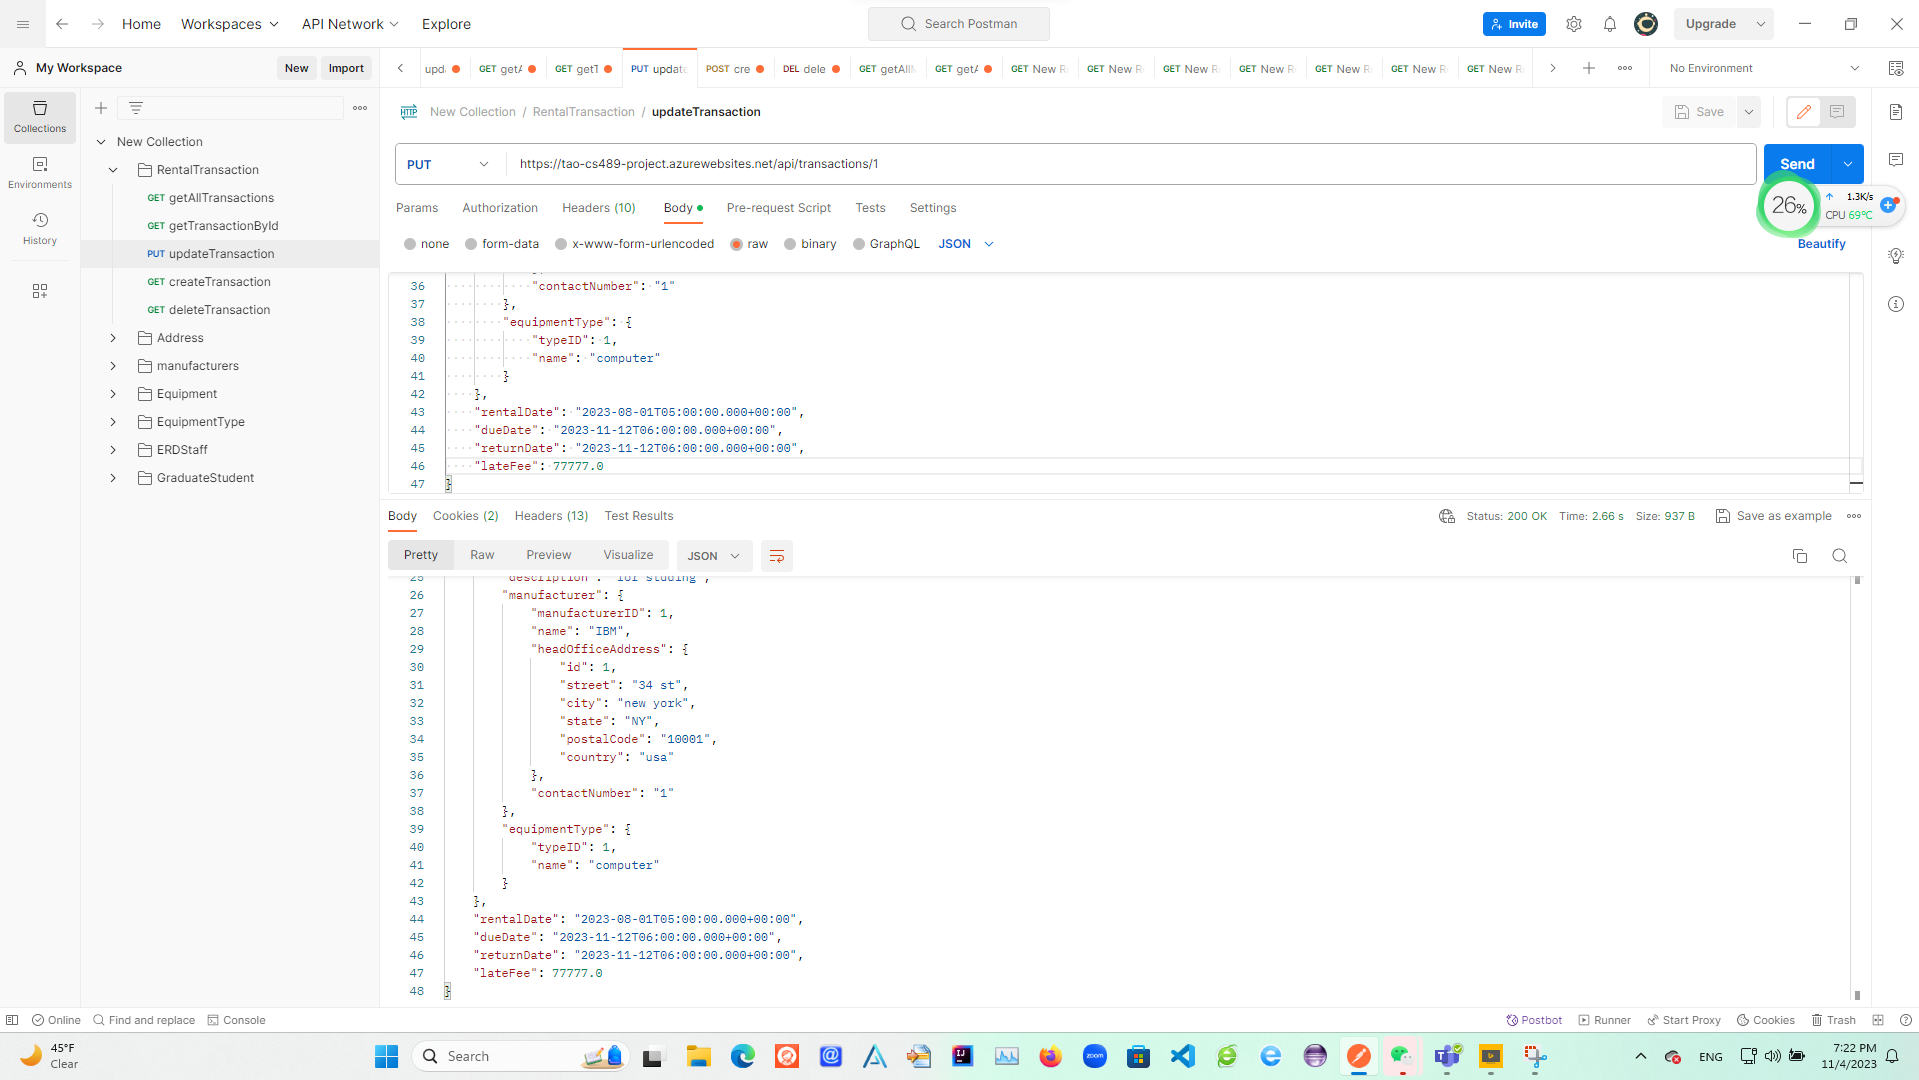 Home
Workspaces
API Network
Explore
Search Postman
Invite
Upgrade
My Workspace
New
Import
upd
GET getA
GET getT
PUT update
POST cre
DEL dele
GET getAllM
GET getA
GET New R
GET New R
GET New R
GET New R
GET New R
GET New R
GET New R
No Environment
Collections
Environments
History
New Collection
RentalTransaction
GET getAllTransactions
GET getTransactionById
PUT updateTransaction
GET createTransaction
GET deleteTransaction
Address
manufacturers
Equipment
EquipmentType
ERDStaff
GraduateStudent
HTTP New Collection / RentalTransaction / updateTransaction
Save
PUT
https://tao-cs489-project.azurewebsites.net/api/transactions/1
Send
26%
1.3K/s
CPU 69°C
Params
Authorization
Headers (10)
Body
Pre-request Script
Tests
Settings
none
form-data
x-www-form-urlencoded
raw
binary
GraphQL
JSON
Beautify
36 "contactNumber": "1"
37 },
38 "equipmentType": {
39 "typeID": 1,
40 "name": "computer"
41 }
42 },
43 "rentalDate": "2023-08-01T05:00:00.000+00:00",
44 "dueDate": "2023-11-12T06:00:00.000+00:00",
45 "returnDate": "2023-11-12T06:00:00.000+00:00",
46 "lateFee": 77777.0
47 }
Body
Cookies (2)
Headers (13)
Test Results
Status: 200 OK
Time: 2.66 s
Size: 937 B
Save as example
Pretty
Raw
Preview
Visualize
JSON
25 "description": "for studing",
26 "manufacturer": {
27 "manufacturerID": 1,
28 "name": "IBM",
29 "headOfficeAddress": {
30 "id": 1,
31 "street": "34 st",
32 "city": "new york",
33 "state": "NY",
34 "postalCode": "10001",
35 "country": "usa"
36 },
37 "contactNumber": "1"
38 },
39 "equipmentType": {
40 "typeID": 1,
41 "name": "computer"
42 }
43 },
44 "rentalDate": "2023-08-01T05:00:00.000+00:00",
45 "dueDate": "2023-11-12T06:00:00.000+00:00",
46 "returnDate": "2023-11-12T06:00:00.000+00:00",
47 "lateFee": 77777.0
48 }
Online
Find and replace
Console
Postbot
Runner
Start Proxy
Cookies
Trash
45°F
Clear
Search
zoom
ENG
7:22 PM
11/4/2023